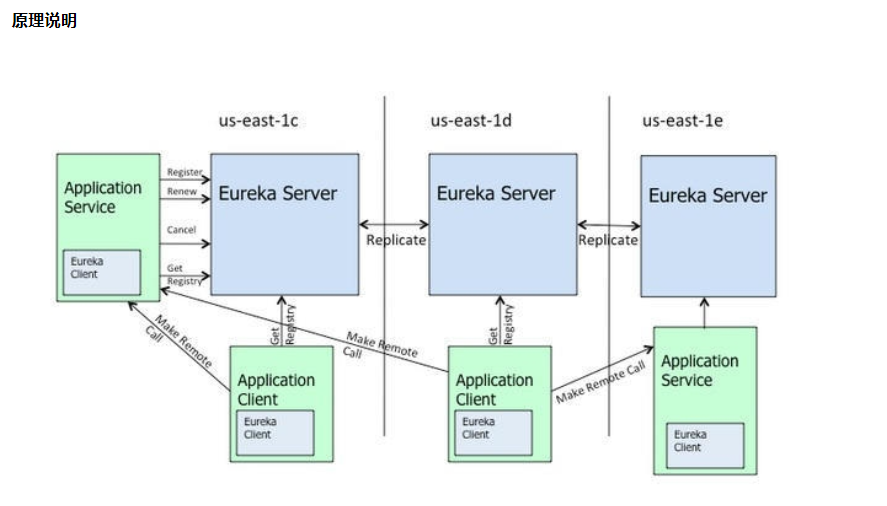 原理说明
us-east-1c
us-east-1d
us-east-1e
Application
Service
Eureka
Client
Register
Renew
Cancel
Get
Registry
Eureka Server
Replicate
Eureka Server
Replicate
Eureka Server
Make Remote
Call
Get
Registry
Make Remote
Call
Get
Registry
Make Remote Call
Application
Client
Eureka
Client
Application
Client
Eureka
Client
Application
Service
Eureka
Client